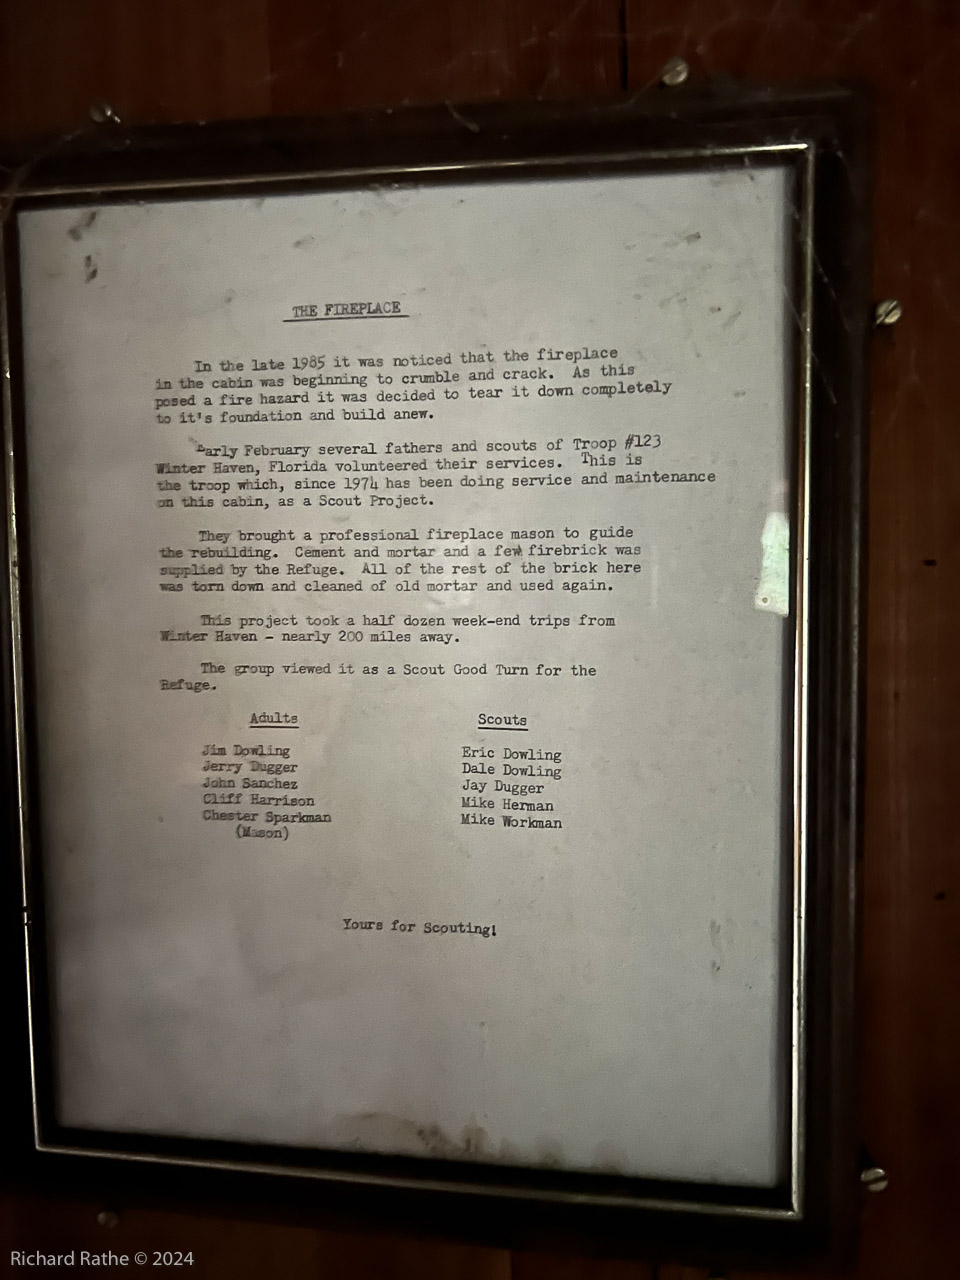 THE FIREPLACE
In the late 1985 it was noticed that the fireplace
in the cabin was beginning to crumble and crack. As this
posed a fire hazard it was decided to tear it down completely
to it's foundation and build anew.
Early February several fathers and scouts of Troop #123
Winter Haven, Florida volunteered their services. This is
the troop which, since 1974 has been doing service and maintenance
on this cabin, as a Scout Project.
They brought a professional fireplace mason to guide
the rebuilding. Cement and mortar and a few firebrick was
supplied by the Refuge. All of the rest of the brick here
was torn down and cleaned of old mortar and used again.
This project took a half dozen week-end trips from
Winter Haven - nearly 200 miles away.
The group viewed it as a Scout Good Turn for the
Refuge.
Adults Scouts
Jim Dowling Eric Dowling
Jerry Dugger Dale Dowling
John Sanchez Jay Dugger
Cliff Harrison Mike Herman
Chester Sparkman Mike Workman
(Mason)
Yours for Scouting!
Richard Rathe © 2024